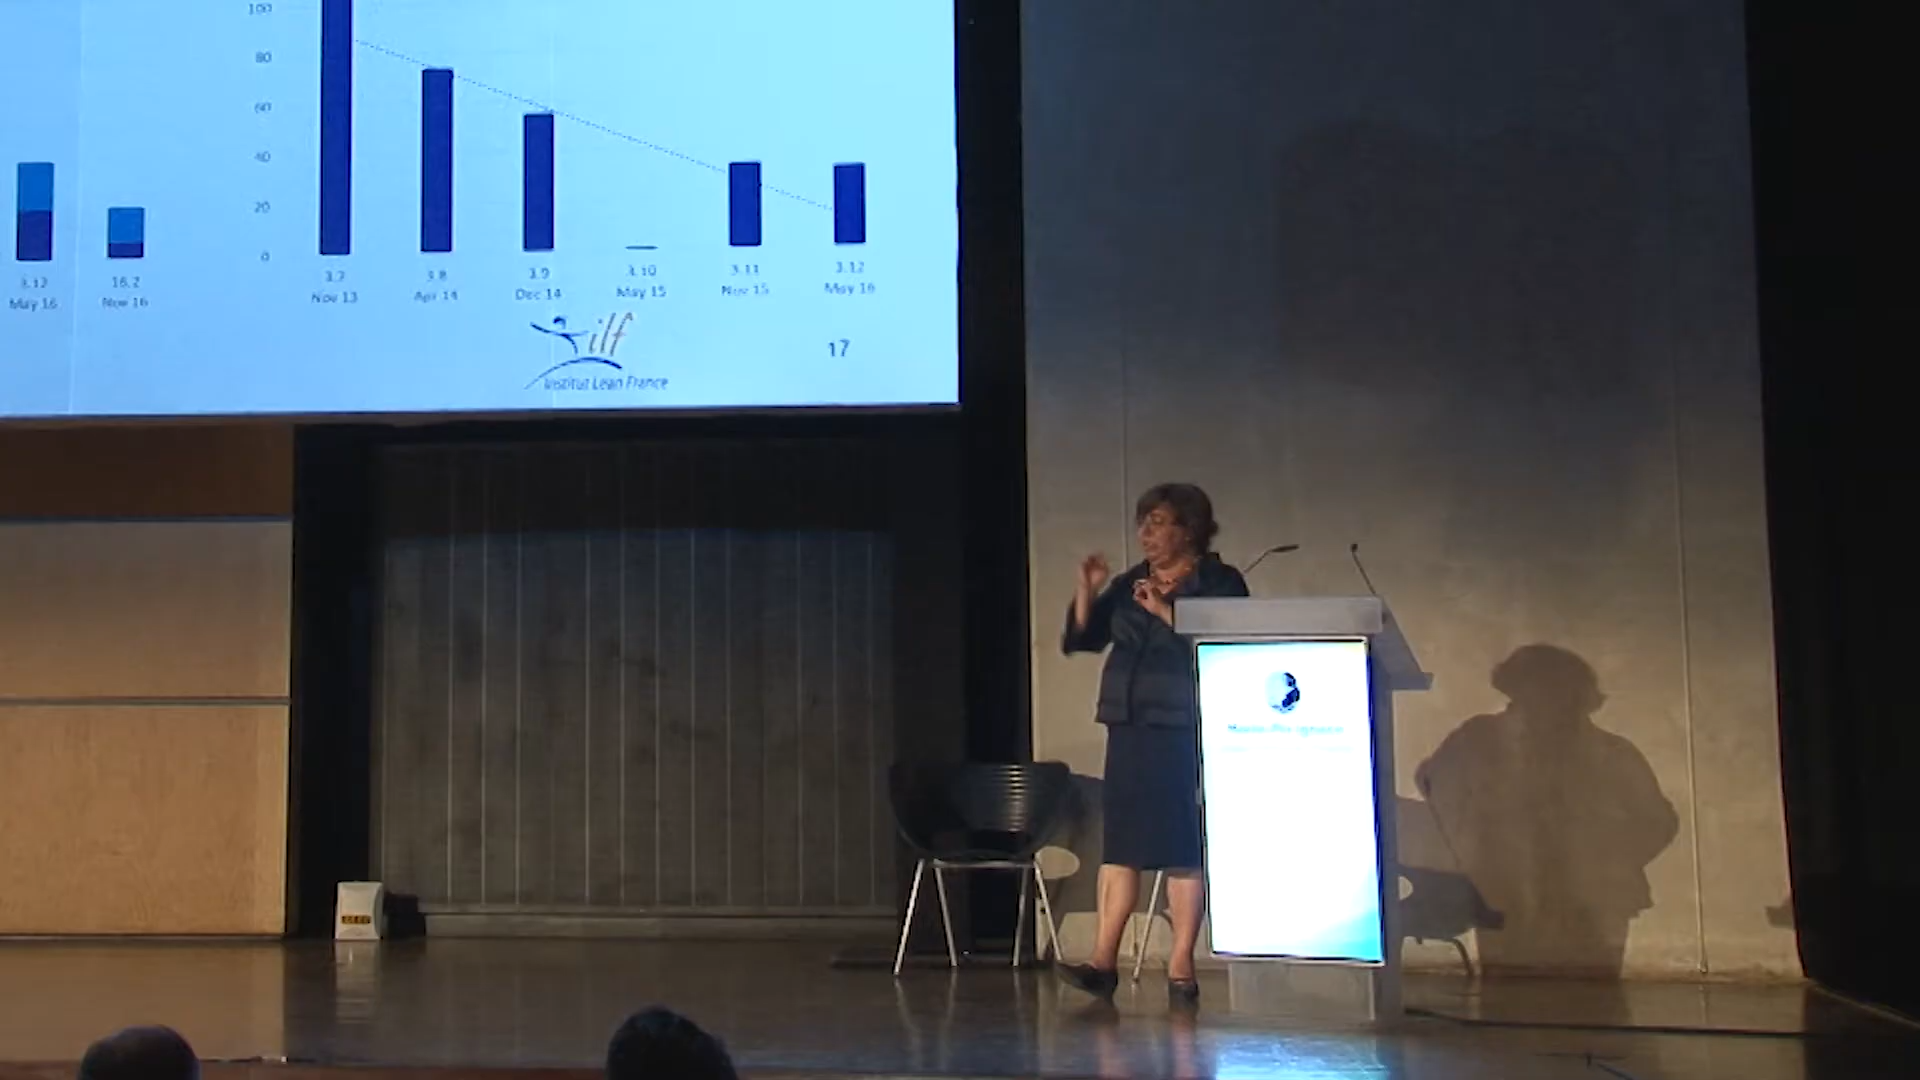 100
80
60
40
20
0
3.12
May 16
16.2
Nov 16
3.7
Nov 13
3.8
Apr 14
3.9
Dec 14
3.10
May 15
3.11
Nov 15
3.12
May 16
ilf
Institut Lean France
17